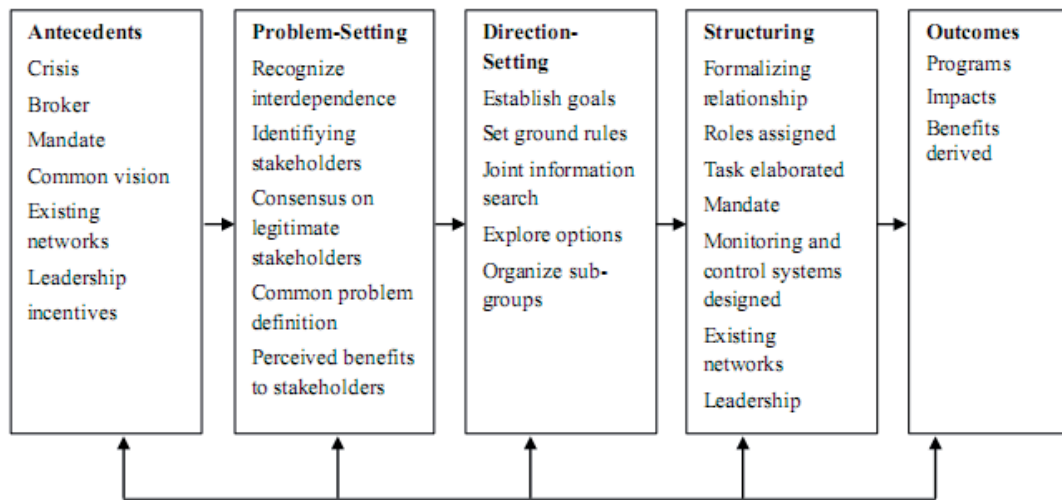 Antecedents
Crisis
Broker
Mandate
Common vision
Existing
networks
Leadership
incentives
Problem-Setting
Recognize
interdependence
Identifiying
stakeholders
Consensus on
legitimate
stakeholders
Common problem
definition
Perceived benefits
to stakeholders
Direction-
Setting
Establish goals
Set ground rules
Joint information
search
Explore options
Organize sub-
groups
Structuring
Formalizing
relationship
Roles assigned
Task elaborated
Mandate
Monitoring and
control systems
designed
Existing
networks
Leadership
Outcomes
Programs
Impacts
Benefits
derived